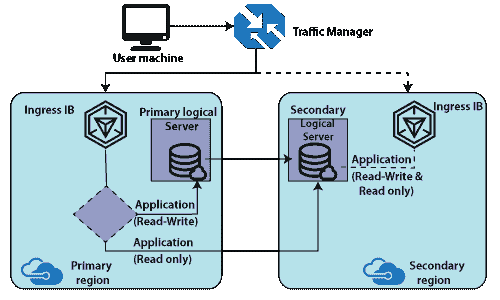 User machine
Traffic Manager
Ingress IB
Primary logical
Server
Application
(Read-Write)
Application
(Read only)
Primary
region
Secondary
Logical
Server
Ingress IB
Application
(Read-Write &
Read only)
Secondary
region